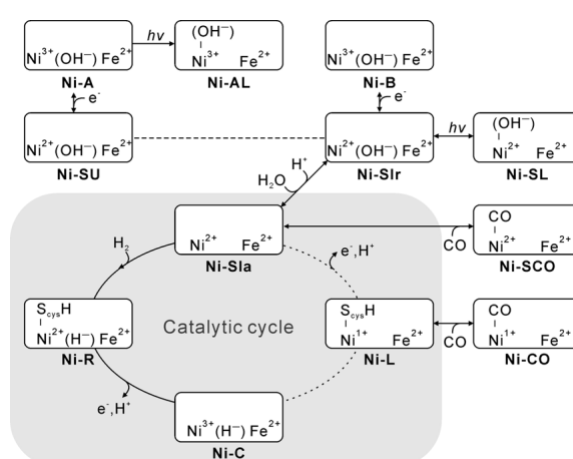 Ni³⁺(OH⁻) Fe²⁺
Ni-A
hν
(OH⁻)
Ni³⁺ Fe²⁺
Ni-AL
Ni³⁺(OH⁻) Fe²⁺
Ni-B
e⁻
e⁻
Ni²⁺(OH⁻) Fe²⁺
Ni-SU
Ni²⁺(OH⁻) Fe²⁺
Ni-SIr
hν
(OH⁻)
Ni²⁺ Fe²⁺
Ni-SL
H₂O
H⁺
Ni²⁺ Fe²⁺
Ni-SIa
CO
CO
Ni²⁺ Fe²⁺
Ni-SCO
H₂
e⁻,H⁺
ScysH
Ni²⁺(H⁻) Fe²⁺
Ni-R
Catalytic cycle
ScysH
Ni¹⁺ Fe²⁺
Ni-L
CO
CO
Ni¹⁺ Fe²⁺
Ni-CO
e⁻,H⁺
Ni³⁺(H⁻) Fe²⁺
Ni-C